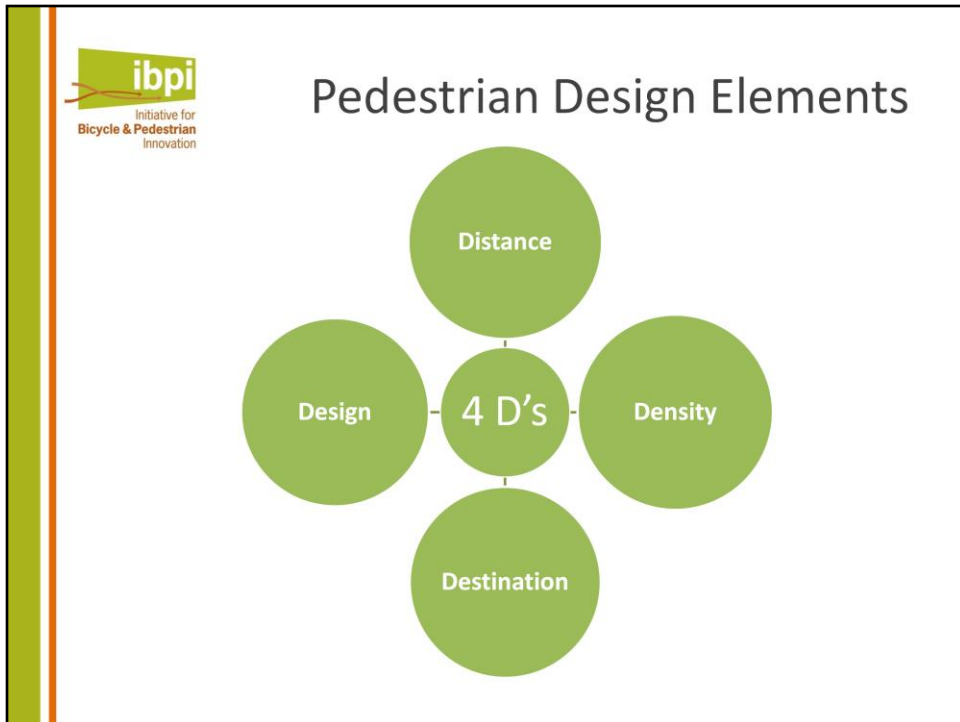 ibpi
Initiative for
Bicycle & Pedestrian
Innovation
Pedestrian Design Elements
Distance
Design
4 D’s
Density
Destination